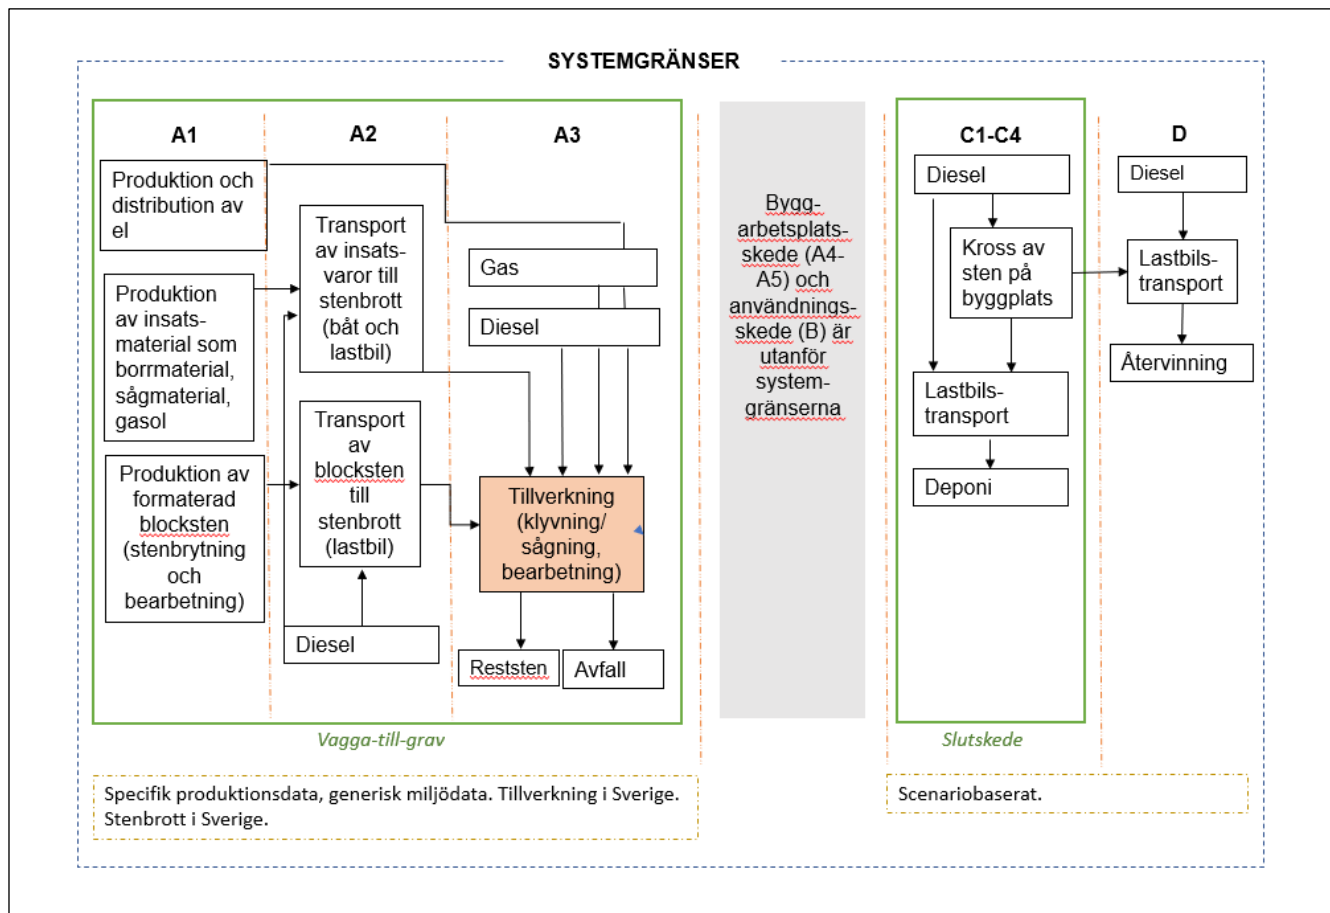 SYSTEMGRÄNSER
A1
Produktion och
distribution av
el
Produktion
av insats-
material som
borrmaterial,
sågmaterial,
gasol
Produktion av
formaterad
blocksten
(stenbrytning
och
bearbetning)
A2
Transport
av insats-
varor till
stenbrott
(båt och
lastbil)
Transport
av
blocksten
till
stenbrott
(lastbil)
Diesel
A3
Gas
Diesel
Tillverkning
(klyvning/
sågning,
bearbetning)
Reststen
Avfall
Vagga-till-grav
Specifik produktionsdata, generisk miljödata. Tillverkning i Sverige.
Stenbrott i Sverige.
Bygg-
arbetsplats-
skede (A4-
A5) och
användnings-
skede (B) är
utanför
system-
gränserna
C1-C4
Diesel
Kross av
sten på
byggplats
Lastbils-
transport
Deponi
Slutskede
D
Diesel
Lastbils-
transport
Återvinning
Scenariobaserat.